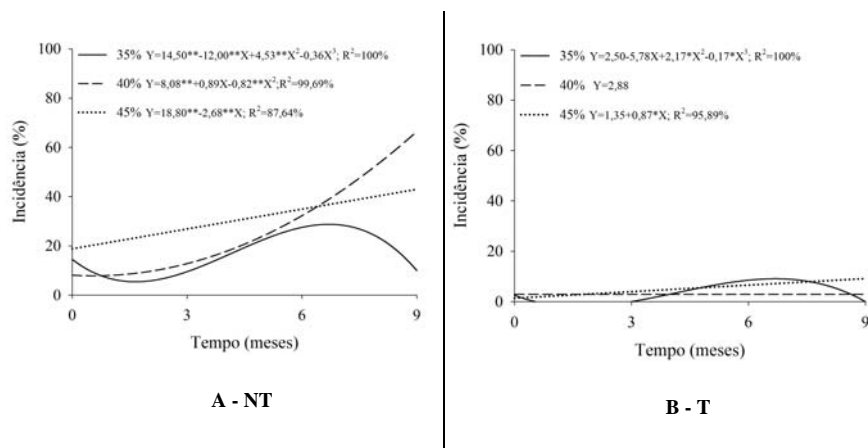 100
80
60
40
20
0
Incidência (%)
35% Y=14,50**-12,00**X+4,53**X²-0,36X³; R²=100%
40% Y=8,08**+0,89X-0,82**X²;R²=99,69%
45% Y=18,80**-2,68**X; R²=87,64%
0 3 6 9
Tempo (meses)
A - NT
100
80
60
40
20
0
Incidência (%)
35% Y=2,50-5,78X+2,17*X²-0,17*X³; R²=100%
40% Y=2,88
45% Y=1,35+0,87*X; R²=95,89%
0 3 6 9
Tempo (meses)
B - T